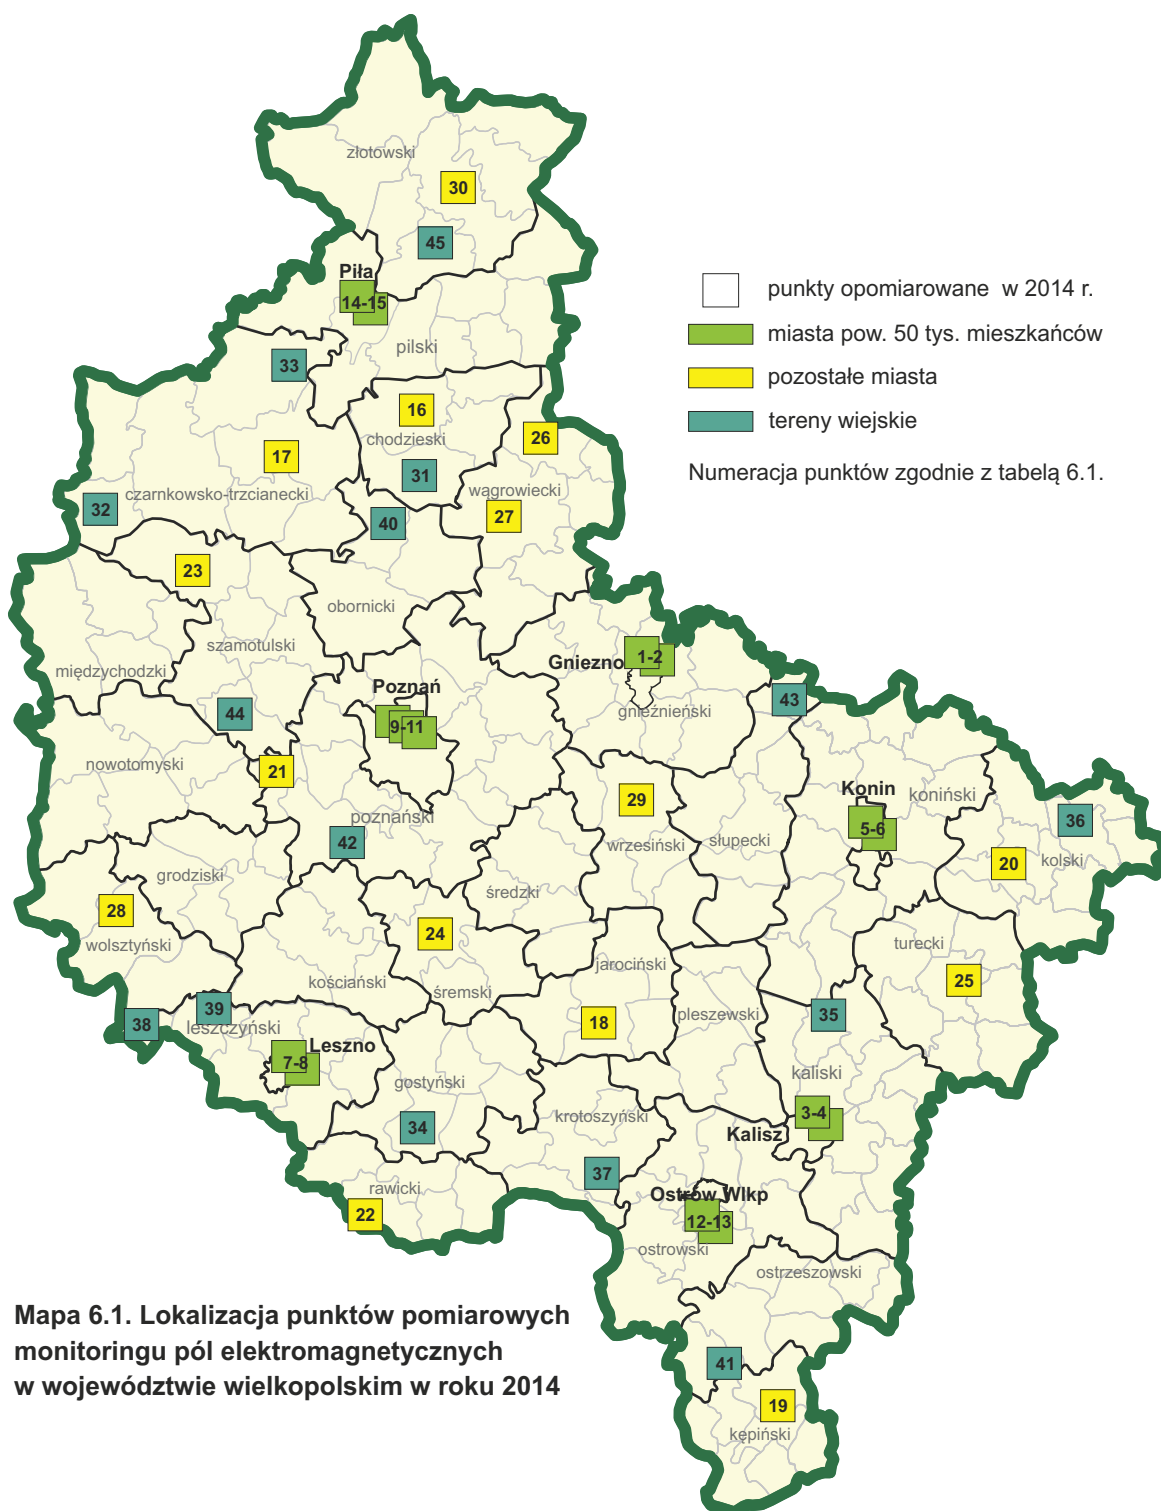 złotowski
30
45
Piła
14-15
pilski
33
16
chodzieski
26
17
31
czarnkowsko-trzcianecki
wągrowiecki
32
40
27
23
obornicki
szamotulski
międzychodzki
Gniezno
1-2
Poznań
gnieźnieński
43
44
9-11
nowotomyski
21
29
Konin
koniński
poznański
5-6
36
42
wrzesiński
słupecki
20
kolski
grodziski
średzki
28
24
wolsztyński
turecki
jarociński
25
kościański
śremski
39
38
leszczyński
18
pleszewski
35
7-8
Leszno
gostyński
kaliski
34
krotoszyński
3-4
Kalisz
37
rawicki
Ostrów Wlkp
22
12-13
ostrowski
ostrzeszowski
41
19
kępiński
punkty opomiarowane w 2014 r.
miasta pow. 50 tys. mieszkańców
pozostałe miasta
tereny wiejskie
Numeracja punktów zgodnie z tabelą 6.1.
Mapa 6.1. Lokalizacja punktów pomiarowych
monitoringu pól elektromagnetycznych
w województwie wielkopolskim w roku 2014